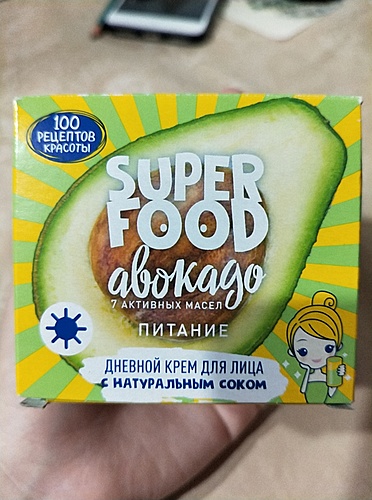 100
РЕЦЕПТОВ
КРАСОТЫ
SUPER
FOOD
авокадо
7 АКТИВНЫХ МАСЕЛ
ПИТАНИЕ
ДНЕВНОЙ КРЕМ ДЛЯ ЛИЦА
С НАТУРАЛЬНЫМ СОКОМ